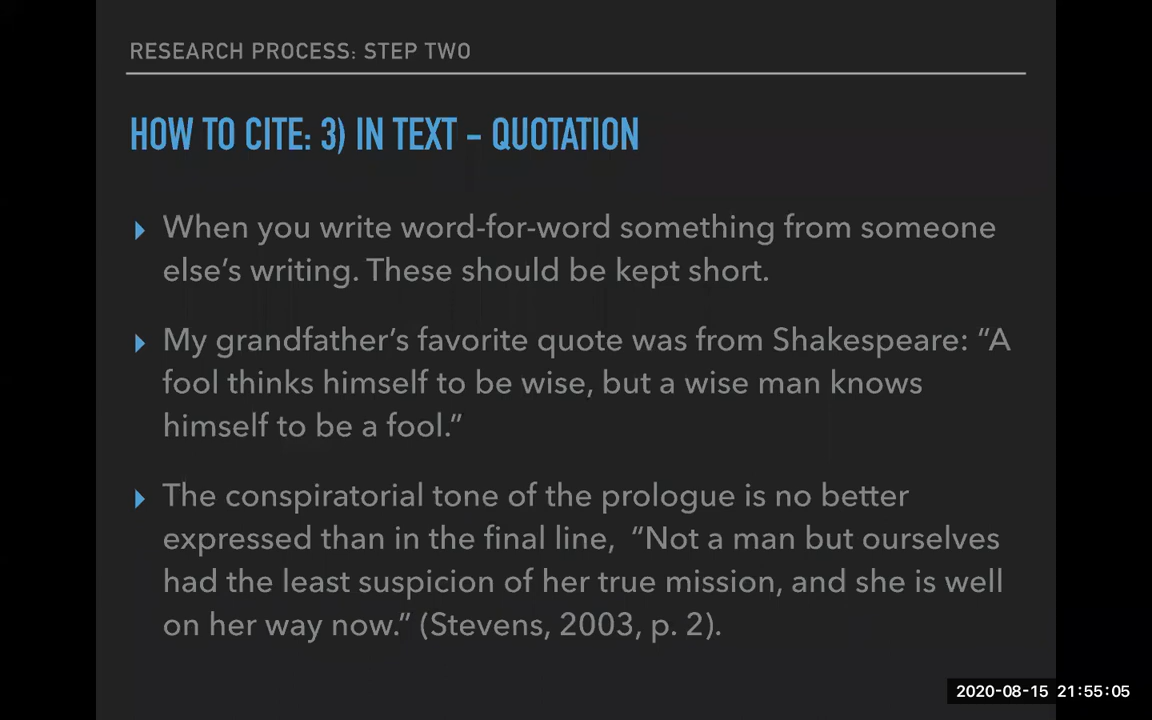 RESEARCH PROCESS: STEP TWO
HOW TO CITE: 3) IN TEXT – QUOTATION
When you write word-for-word something from someone
else’s writing. These should be kept short.
My grandfather’s favorite quote was from Shakespeare: “A
fool thinks himself to be wise, but a wise man knows
himself to be a fool.”
The conspiratorial tone of the prologue is no better
expressed than in the final line,  “Not a man but ourselves
had the least suspicion of her true mission, and she is well
on her way now.” (Stevens, 2003, p. 2).
2020-08-15 21:55:05